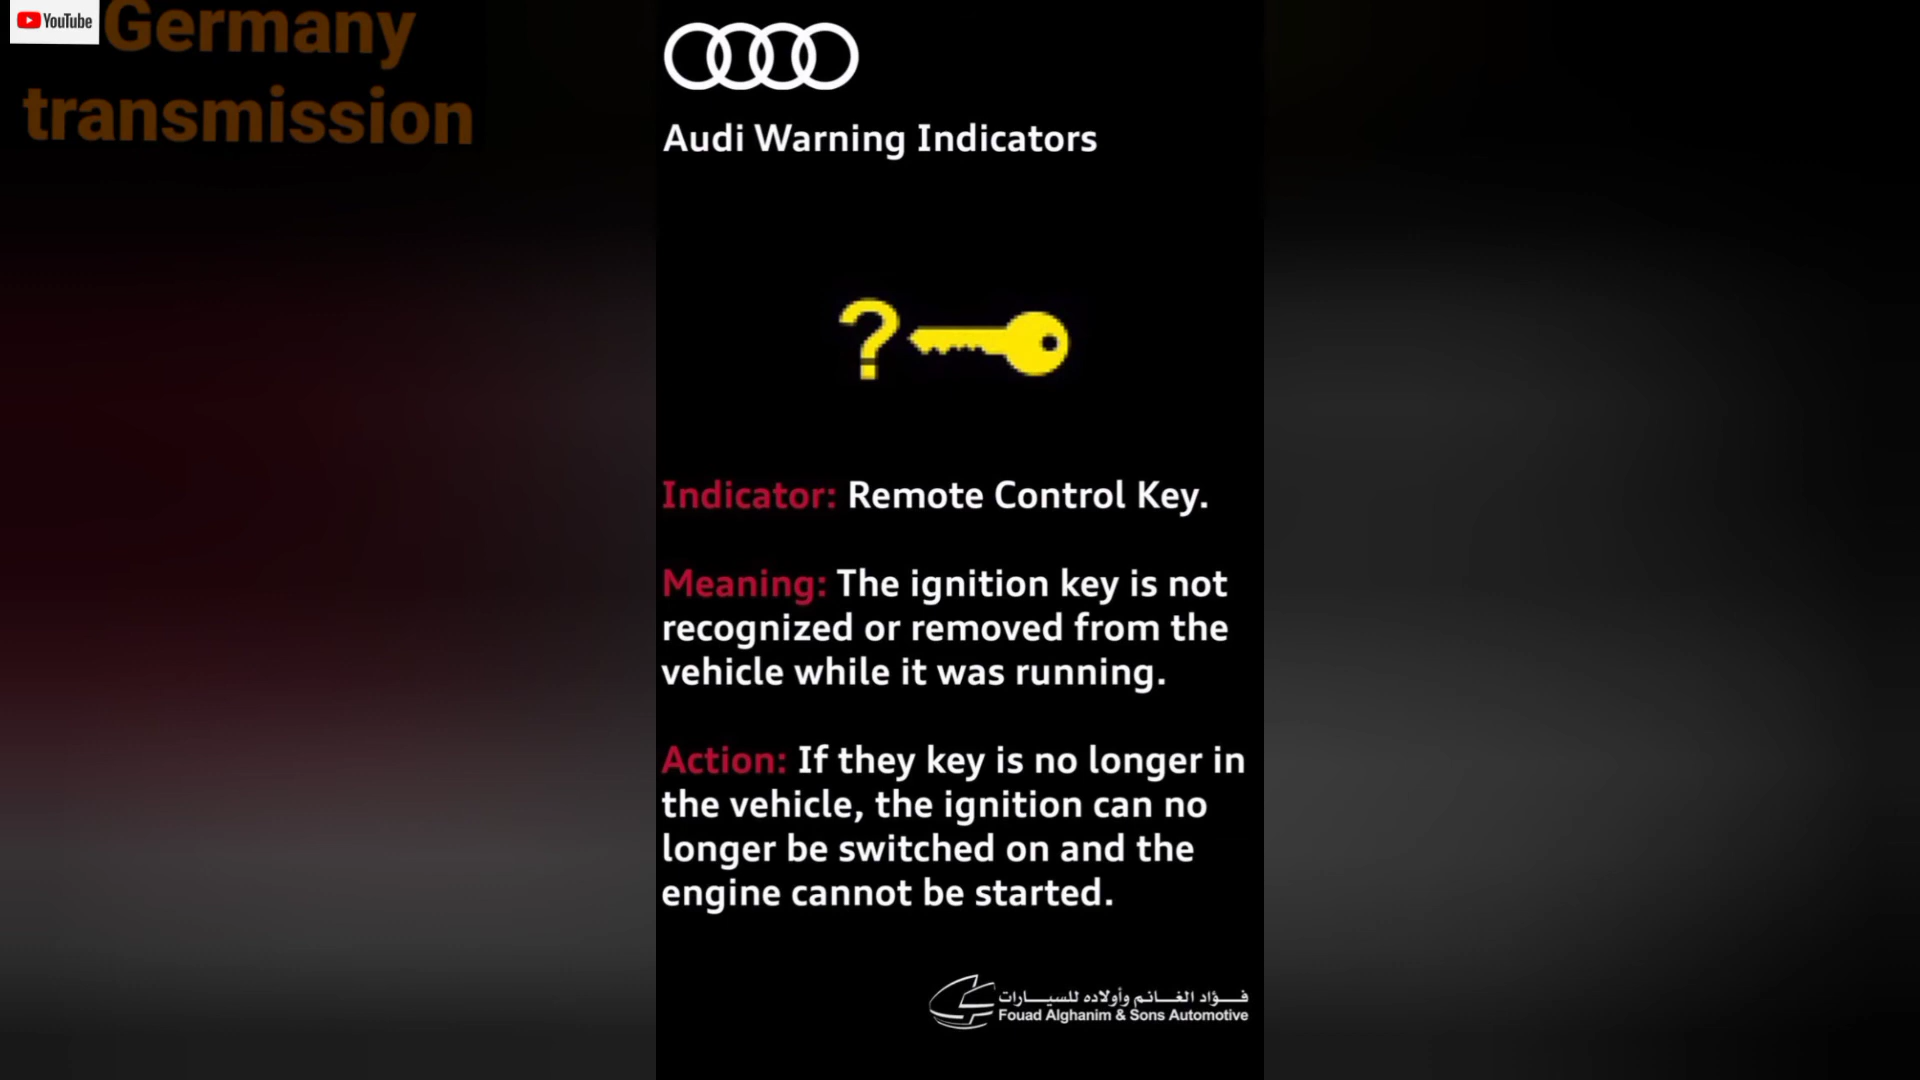 YouTube
Germany
transmission
Audi Warning Indicators
?
Indicator: Remote Control Key.
Meaning: The ignition key is not
recognized or removed from the
vehicle while it was running.
Action: If they key is no longer in
the vehicle, the ignition can no
longer be switched on and the
engine cannot be started.
فؤاد الغانم وأولاده للسيارات
Fouad Alghanim & Sons Automotive